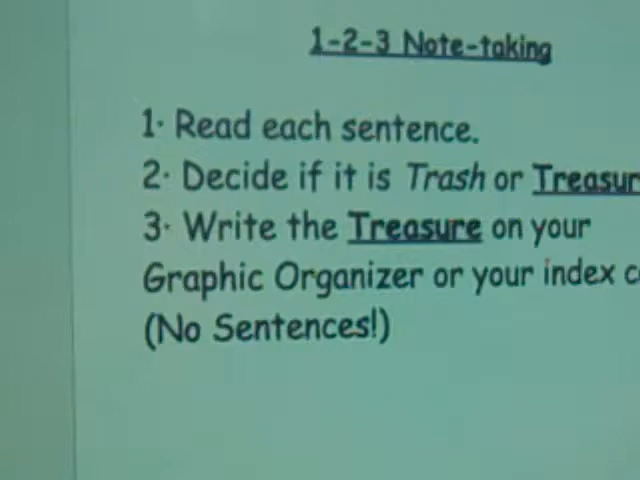 1-2-3 Note-taking
1. Read each sentence.
2. Decide if it is Trash or Treasur
3. Write the Treasure on your
Graphic Organizer or your index c
(No Sentences!)